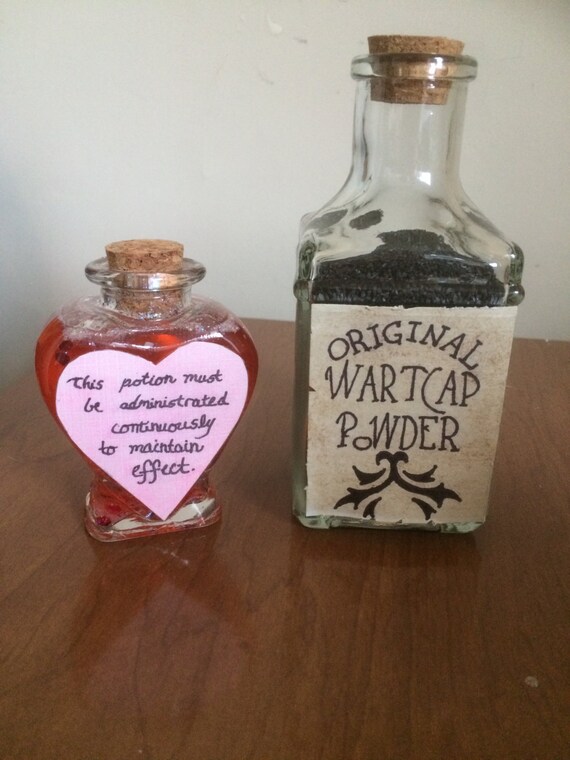 This potion must
be administrated
continuously
to maintain
effect.
ORIGINAL
WARTCAP
POWDER